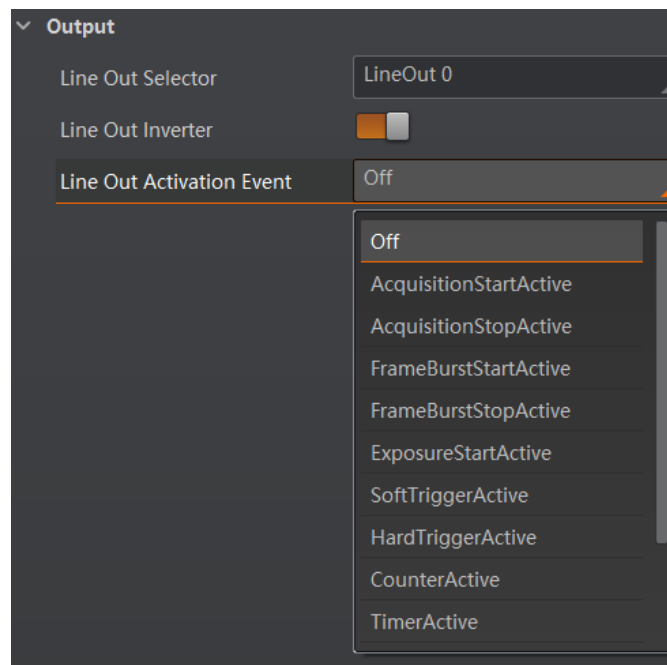 Output
Line Out Selector LineOut 0
Line Out Inverter
Line Out Activation Event Off
Off
AcquisitionStartActive
AcquisitionStopActive
FrameBurstStartActive
FrameBurstStopActive
ExposureStartActive
SoftTriggerActive
HardTriggerActive
CounterActive
TimerActive